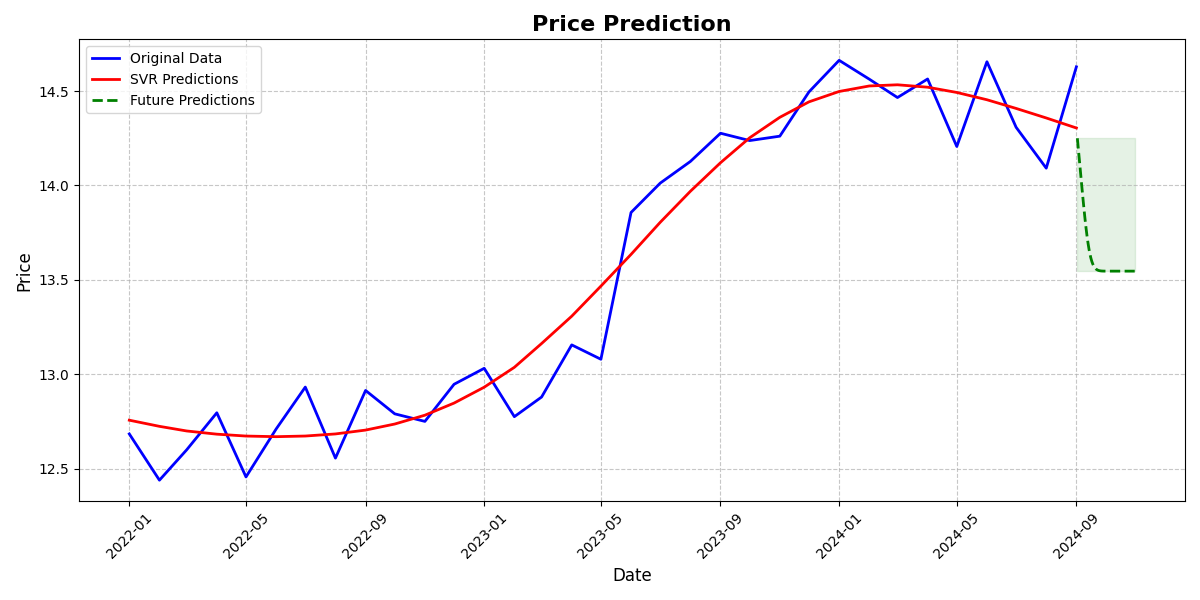 Price Prediction
Original Data
SVR Predictions
Future Predictions
Price
14.5
14.0
13.5
13.0
12.5
2022-01
2022-05
2022-09
2023-01
2023-05
2023-09
2024-01
2024-05
2024-09
Date